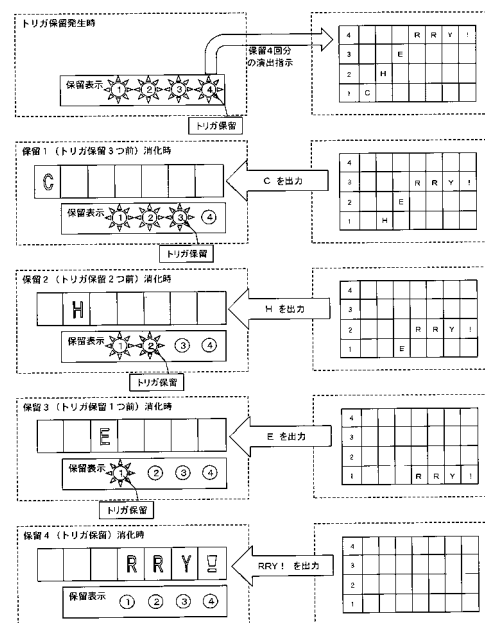 トリガ保留発生時
保留4回分
の演出指示
保留表示 ① ② ③ ④
トリガ保留
4 R R Y !
3 E
2 H
1 C
保留1（トリガ保留3つ前）消化時
C
保留表示 ① ② ③ ④
トリガ保留
C を出力
4
3 R R Y !
2 E
1 H
保留2（トリガ保留2つ前）消化時
H
保留表示 ① ② ③ ④
トリガ保留
H を出力
4
3
2 R R Y !
1 E
保留3（トリガ保留1つ前）消化時
E
保留表示 ① ② ③ ④
トリガ保留
E を出力
4
3
2
1 R R Y !
保留4（トリガ保留）消化時
R R Y !
保留表示 ① ② ③ ④
RRY！ を出力
4
3
2
1